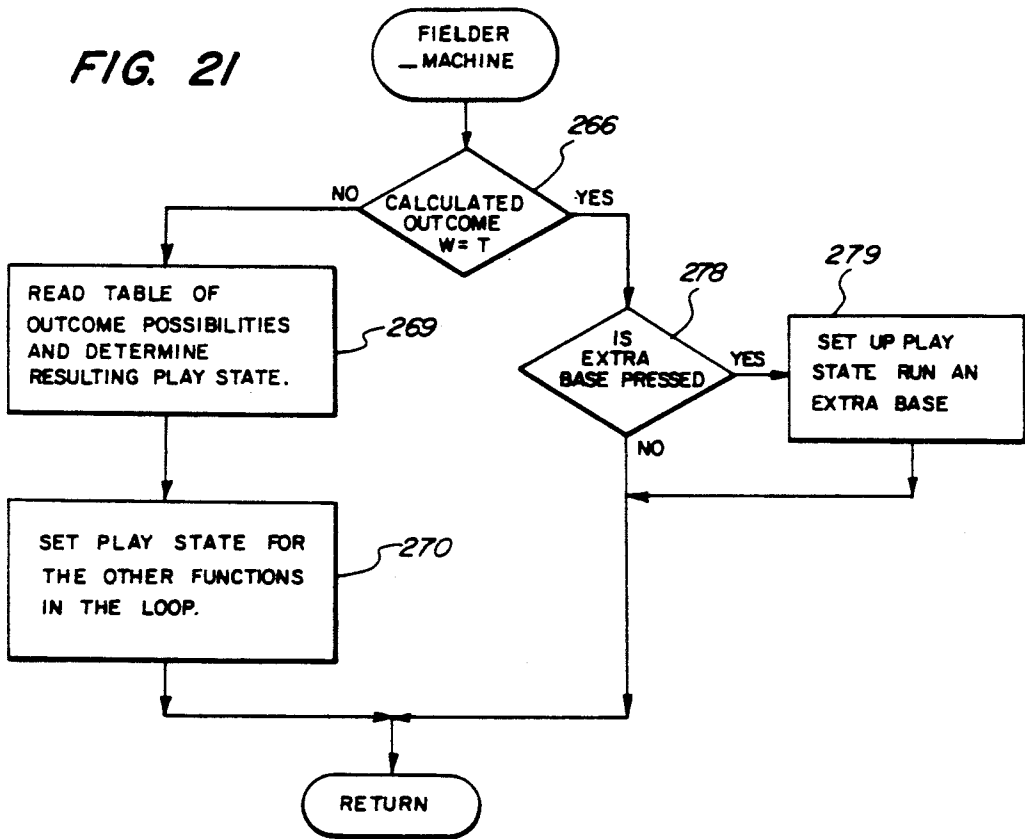 FIG. 21
FIELDER
_MACHINE
266
NO
YES
CALCULATED
OUTCOME
W= T
READ TABLE OF
OUTCOME POSSIBILITIES
AND DETERMINE
RESULTING PLAY STATE.
269
278
279
IS
EXTRA
BASE PRESSED
YES
NO
SET UP PLAY
STATE RUN AN
EXTRA BASE
SET PLAY STATE FOR
THE OTHER FUNCTIONS
IN THE LOOP.
270
RETURN